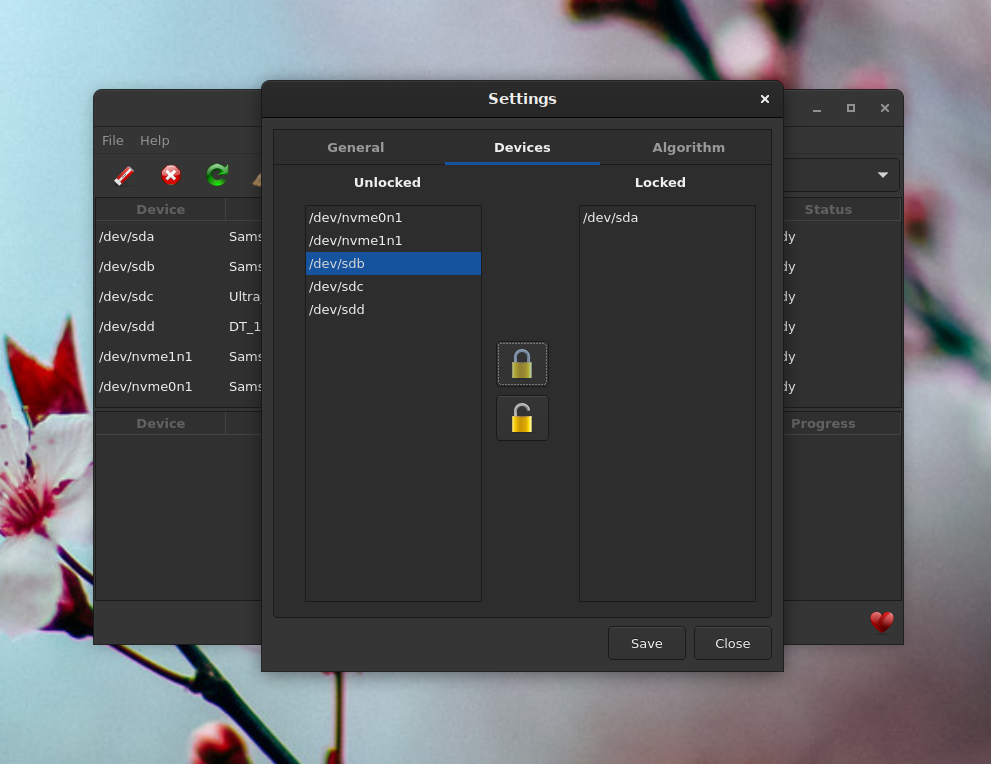 Settings
File Help
General Devices Algorithm
Unlocked Locked
Device Status
/dev/nvme0n1 /dev/sda
/dev/nvme1n1
/dev/sdb
/dev/sdc
/dev/sdd
/dev/sda Sams dy
/dev/sdb Sams dy
/dev/sdc Ultra dy
/dev/sdd DT_1 dy
/dev/nvme1n1 Sams dy
/dev/nvme0n1 Sams dy
Device Progress
Save Close